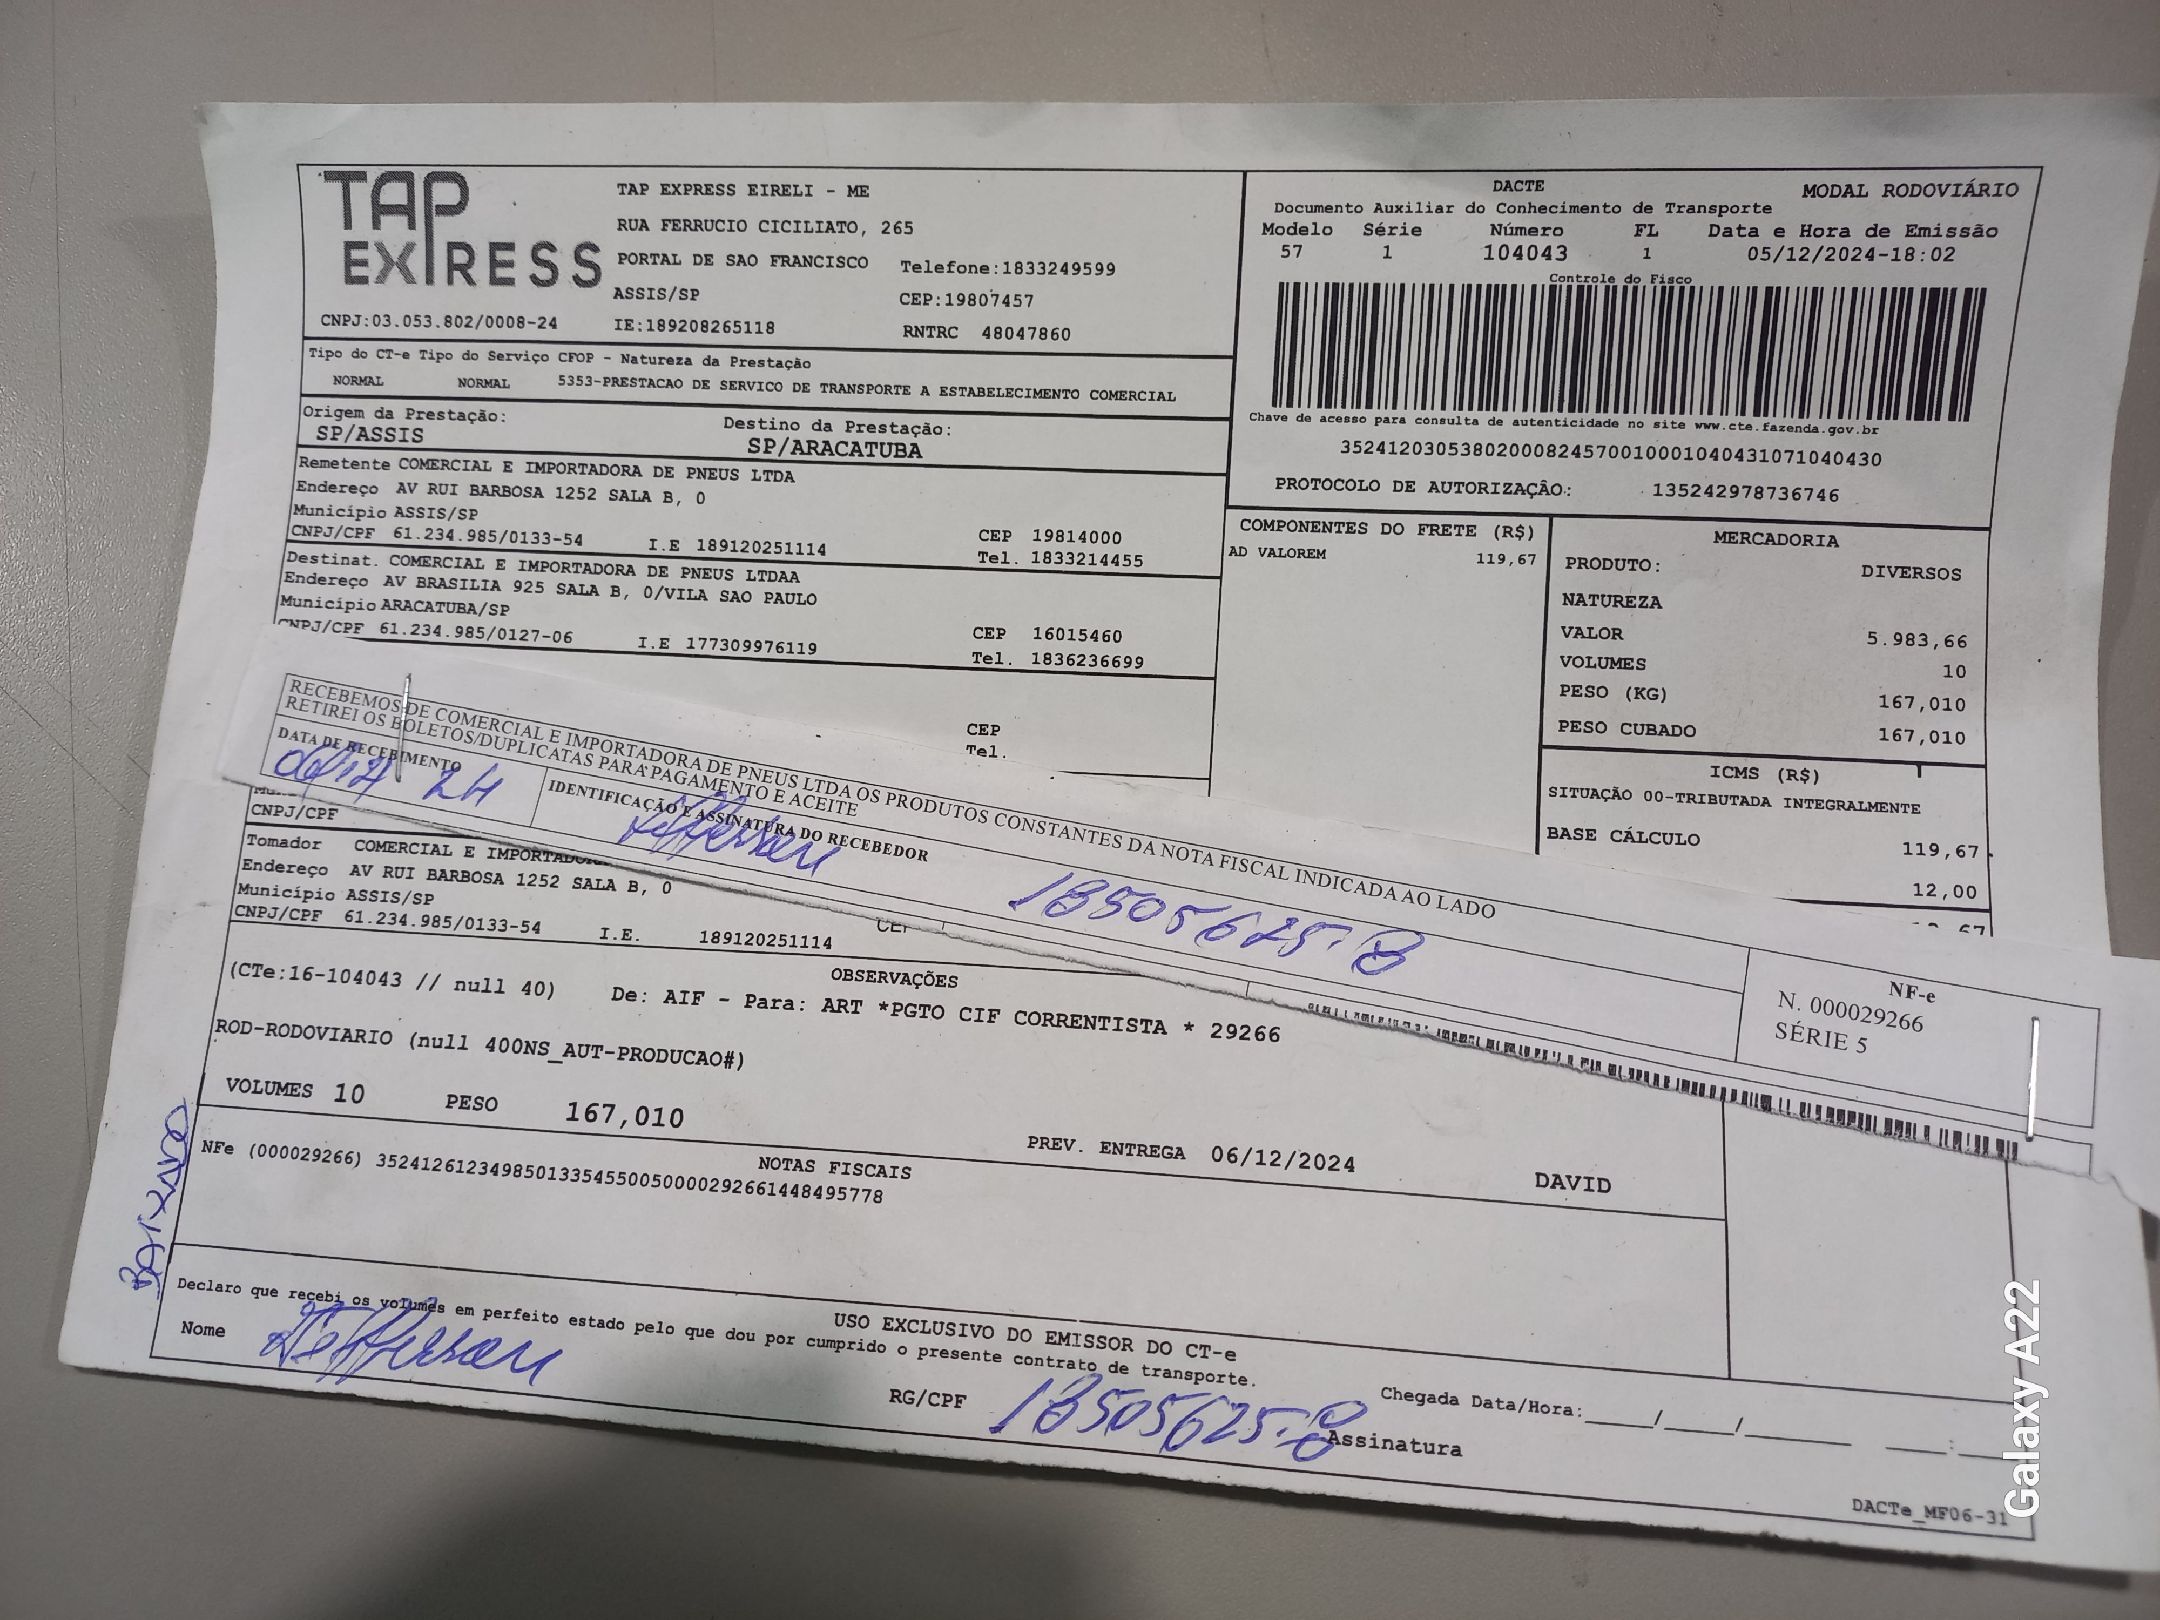 TAP EXPRESS
TAP EXPRESS EIRELI - ME
RUA FERRUCIO CICILIATO, 265
PORTAL DE SAO FRANCISCO Telefone:1833249599
ASSIS/SP CEP:19807457
CNPJ:03.053.802/0008-24 IE:189208265118 RNTRC 48047860
DACTE MODAL RODOVIÁRIO
Documento Auxiliar do Conhecimento de Transporte
Modelo Série Número FL Data e Hora de Emissão
57 1 104043 1 05/12/2024-18:02
Controle do Fisco
Chave de acesso para consulta de autenticidade no site www.cte.fazenda.gov.br
35241203053802000824570010001040431071040430
PROTOCOLO DE AUTORIZAÇÃO: 135242978736746
Tipo do CT-e Tipo do Serviço CFOP - Natureza da Prestação
NORMAL NORMAL 5353-PRESTACAO DE SERVICO DE TRANSPORTE A ESTABELECIMENTO COMERCIAL
Origem da Prestação: Destino da Prestação:
SP/ASSIS SP/ARACATUBA
Remetente COMERCIAL E IMPORTADORA DE PNEUS LTDA
Endereço AV RUI BARBOSA 1252 SALA B, 0
Município ASSIS/SP CEP 19814000
CNPJ/CPF 61.234.985/0133-54 I.E 189120251114 Tel. 1833214455
Destinat. COMERCIAL E IMPORTADORA DE PNEUS LTDAA
Endereço AV BRASILIA 925 SALA B, 0/VILA SAO PAULO
Município ARACATUBA/SP CEP 16015460
CNPJ/CPF 61.234.985/0127-06 I.E 177309976119 Tel. 1836236699
CEP
Tel.
COMPONENTES DO FRETE (R$)
AD VALOREM 119,67
MERCADORIA
PRODUTO: DIVERSOS
NATUREZA
VALOR 5.983,66
VOLUMES 10
PESO (KG) 167,010
PESO CUBADO 167,010
ICMS (R$)
SITUAÇÃO 00-TRIBUTADA INTEGRALMENTE
BASE CÁLCULO 119,67
12,00
RECEBEMOS DE COMERCIAL E IMPORTADORA DE PNEUS LTDA OS PRODUTOS CONSTANTES DA NOTA FISCAL INDICADA AO LADO
RETIREI OS BOLETOS/DUPLICATAS PARA PAGAMENTO E ACEITE
DATA DE RECEBIMENTO IDENTIFICAÇÃO E ASSINATURA DO RECEBEDOR
24 Jefferson 18505625-8
NF-e
N. 000029266
SÉRIE 5
CNPJ/CPF
Tomador COMERCIAL E IMPORTADORA
Endereço AV RUI BARBOSA 1252 SALA B, 0
Município ASSIS/SP
CNPJ/CPF 61.234.985/0133-54 I.E. 189120251114
OBSERVAÇÕES
(CTe:16-104043 // null 40) De: AIF - Para: ART *PGTO CIF CORRENTISTA * 29266
ROD-RODOVIARIO (null 400NS_AUT-PRODUCAO#)
VOLUMES 10 PESO 167,010 PREV. ENTREGA 06/12/2024 DAVID
NOTAS FISCAIS
NFe (000029266) 35241261234985013354550050000292661448495778
BAIXADO
USO EXCLUSIVO DO EMISSOR DO CT-e
Declaro que recebi os volumes em perfeito estado pelo que dou por cumprido o presente contrato de transporte.
Nome Jefferson RG/CPF 18505625-8 Assinatura Chegada Data/Hora:____/____/____ ___:___
DACTe_MF06-31
Galaxy A22